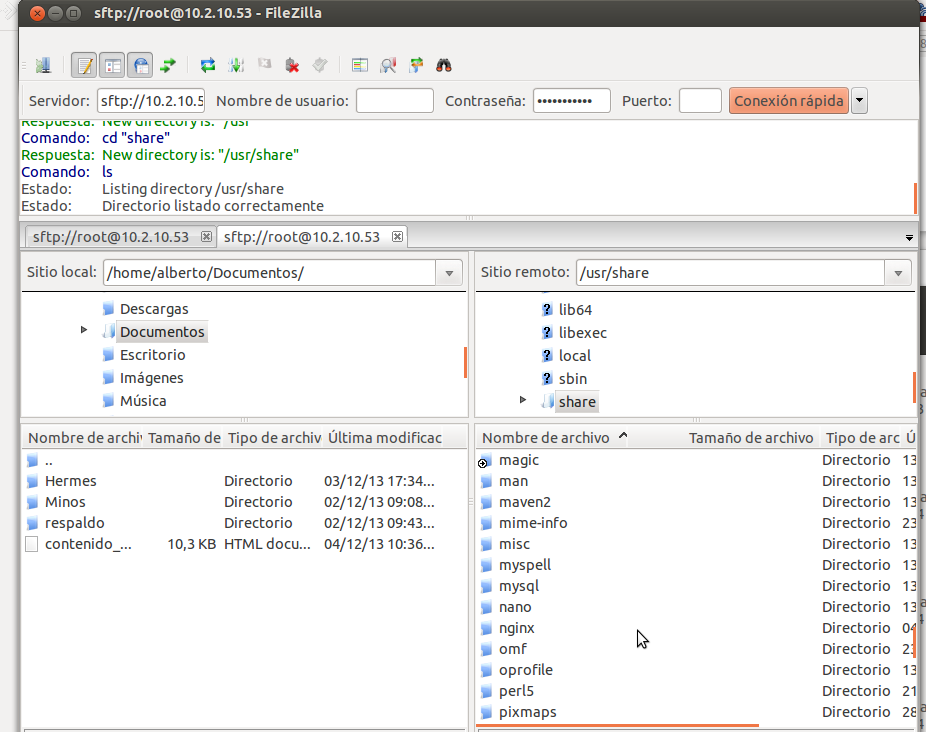 sftp://root@10.2.10.53 - FileZilla
Servidor: sftp://10.2.10.5 Nombre de usuario: Contraseña: ••••••••••• Puerto: Conexión rápida
Respuesta: New directory is: "/usr"
Comando: cd "share"
Respuesta: New directory is: "/usr/share"
Comando: ls
Estado: Listing directory /usr/share
Estado: Directorio listado correctamente
sftp://root@10.2.10.53 sftp://root@10.2.10.53
Sitio local: /home/alberto/Documentos/
Descargas
Documentos
Escritorio
Imágenes
Música
Sitio remoto: /usr/share
lib64
libexec
local
sbin
share
Nombre de archiv Tamaño de Tipo de archiv Última modificac
..
Hermes Directorio 03/12/13 17:34...
Minos Directorio 02/12/13 09:08...
respaldo Directorio 02/12/13 09:43...
contenido_... 10,3 KB HTML docu... 04/12/13 10:36...
Nombre de archivo Tamaño de archivo Tipo de arc Ú
magic Directorio 13
man Directorio 13
maven2 Directorio 13
mime-info Directorio 23
misc Directorio 13
myspell Directorio 13
mysql Directorio 13
nano Directorio 13
nginx Directorio 04
omf Directorio 23
oprofile Directorio 13
perl5 Directorio 21
pixmaps Directorio 28